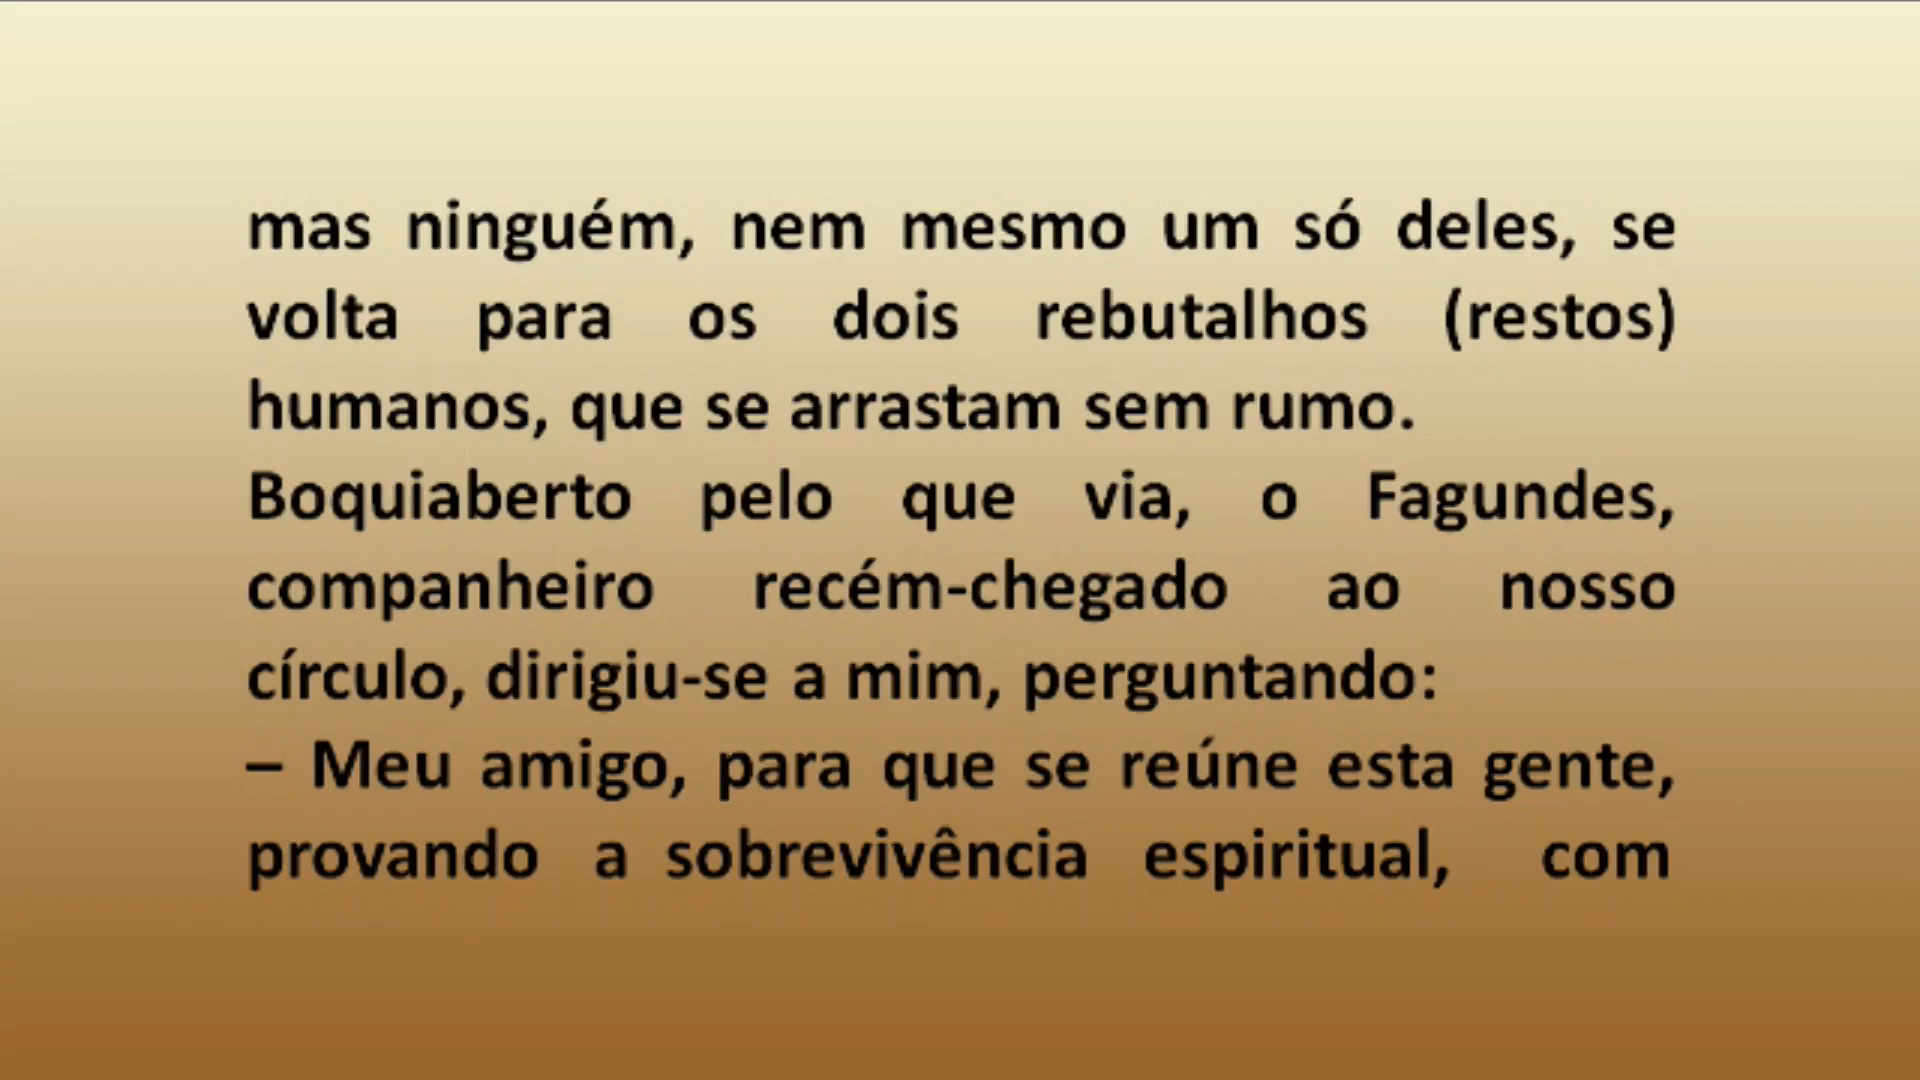 mas ninguém, nem mesmo um só deles, se
volta para os dois rebutalhos (restos)
humanos, que se arrastam sem rumo.
Boquiaberto pelo que via, o Fagundes,
companheiro recém-chegado ao nosso
círculo, dirigiu-se a mim, perguntando:
– Meu amigo, para que se reúne esta gente,
provando a sobrevivência espiritual, com